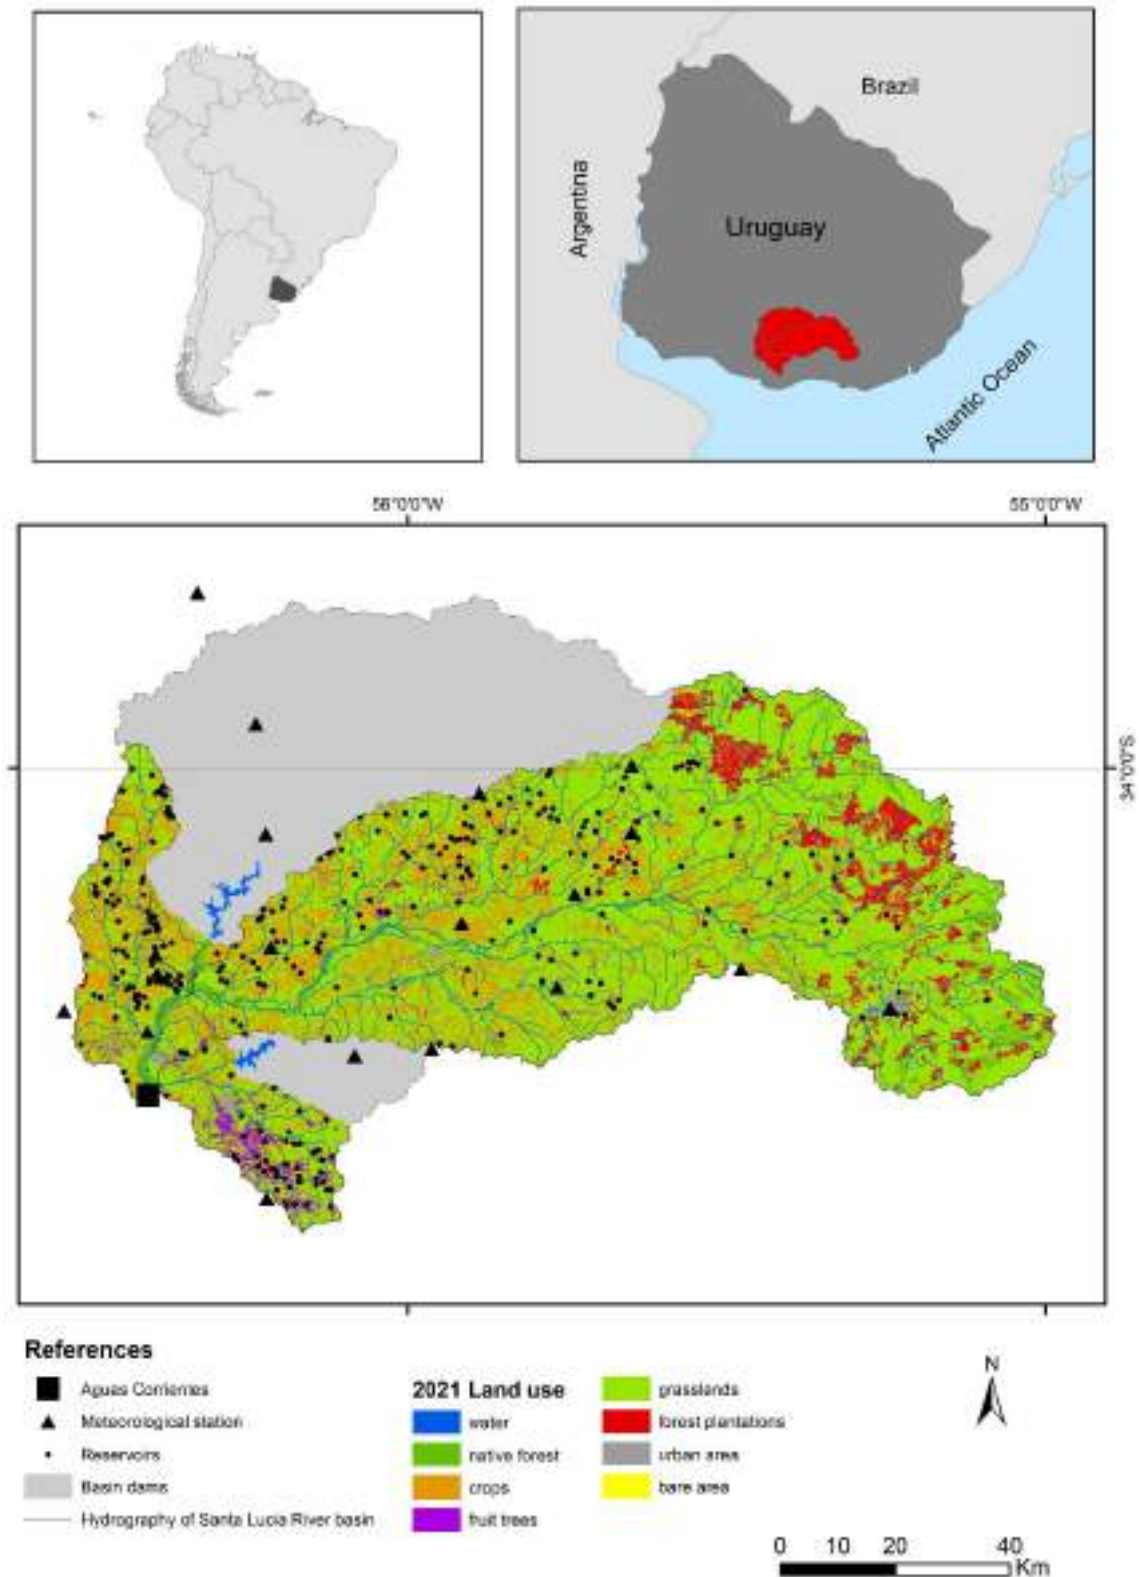 Brazil
Argentina
Uruguay
Atlantic Ocean
56°0'0"W
55°0'0"W
34°0'0"S
References
Aguas Corrientes
Meteorological station
Reservoirs
Basin dams
Hydrography of Santa Lucia River basin
2021 Land use
water
native forest
crops
fruit trees
grasslands
forest plantations
urban area
bare area
N
0 10 20 40
Km